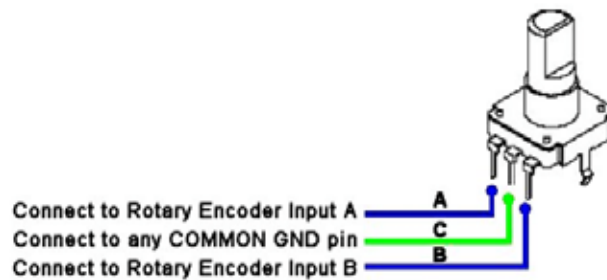 Connect to Rotary Encoder Input A
A
Connect to any COMMON GND pin
C
Connect to Rotary Encoder Input B
B